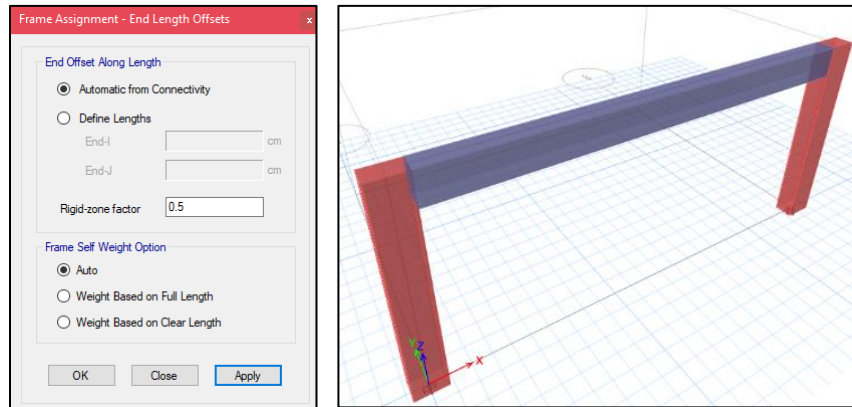 Frame Assignment - End Length Offsets
x
End Offset Along Length
Automatic from Connectivity
Define Lengths
End-I
cm
End-J
cm
Rigid-zone factor
0.5
Frame Self Weight Option
Auto
Weight Based on Full Length
Weight Based on Clear Length
OK Close Apply
Y Z X